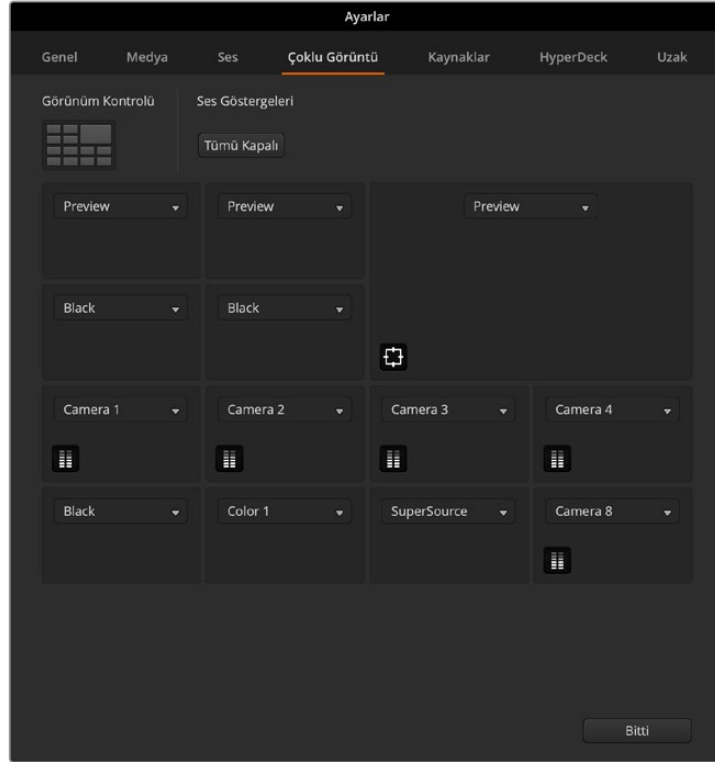 Ayarlar
Genel Medya Ses Çoklu Görüntü Kaynaklar HyperDeck Uzak
Görünüm Kontrolü Ses Göstergeleri
Tümü Kapalı
Preview Preview Preview
Black Black
Camera 1 Camera 2 Camera 3 Camera 4
Black Color 1 SuperSource Camera 8
Bitti